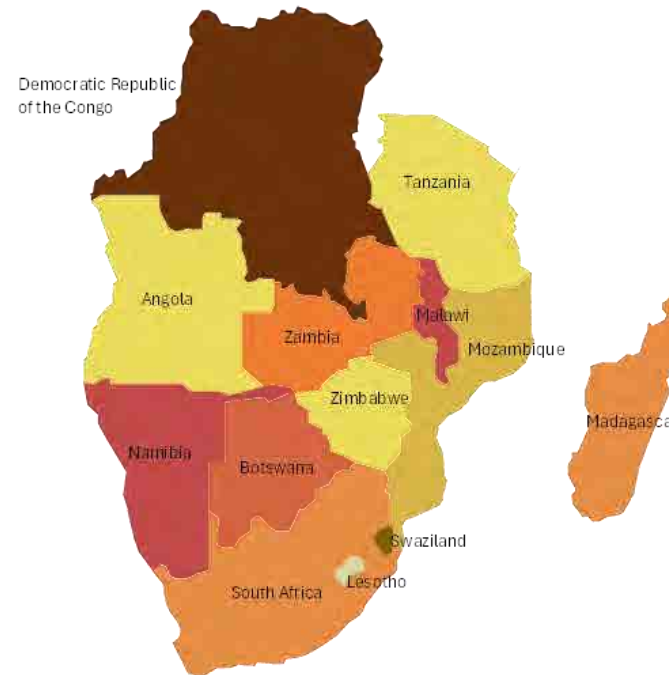 Democratic Republic
of the Congo
Tanzania
Angola
Malawi
Zambia
Mozambique
Zimbabwe
Madagasca
Namibia
Botswana
Swaziland
Lesotho
South Africa